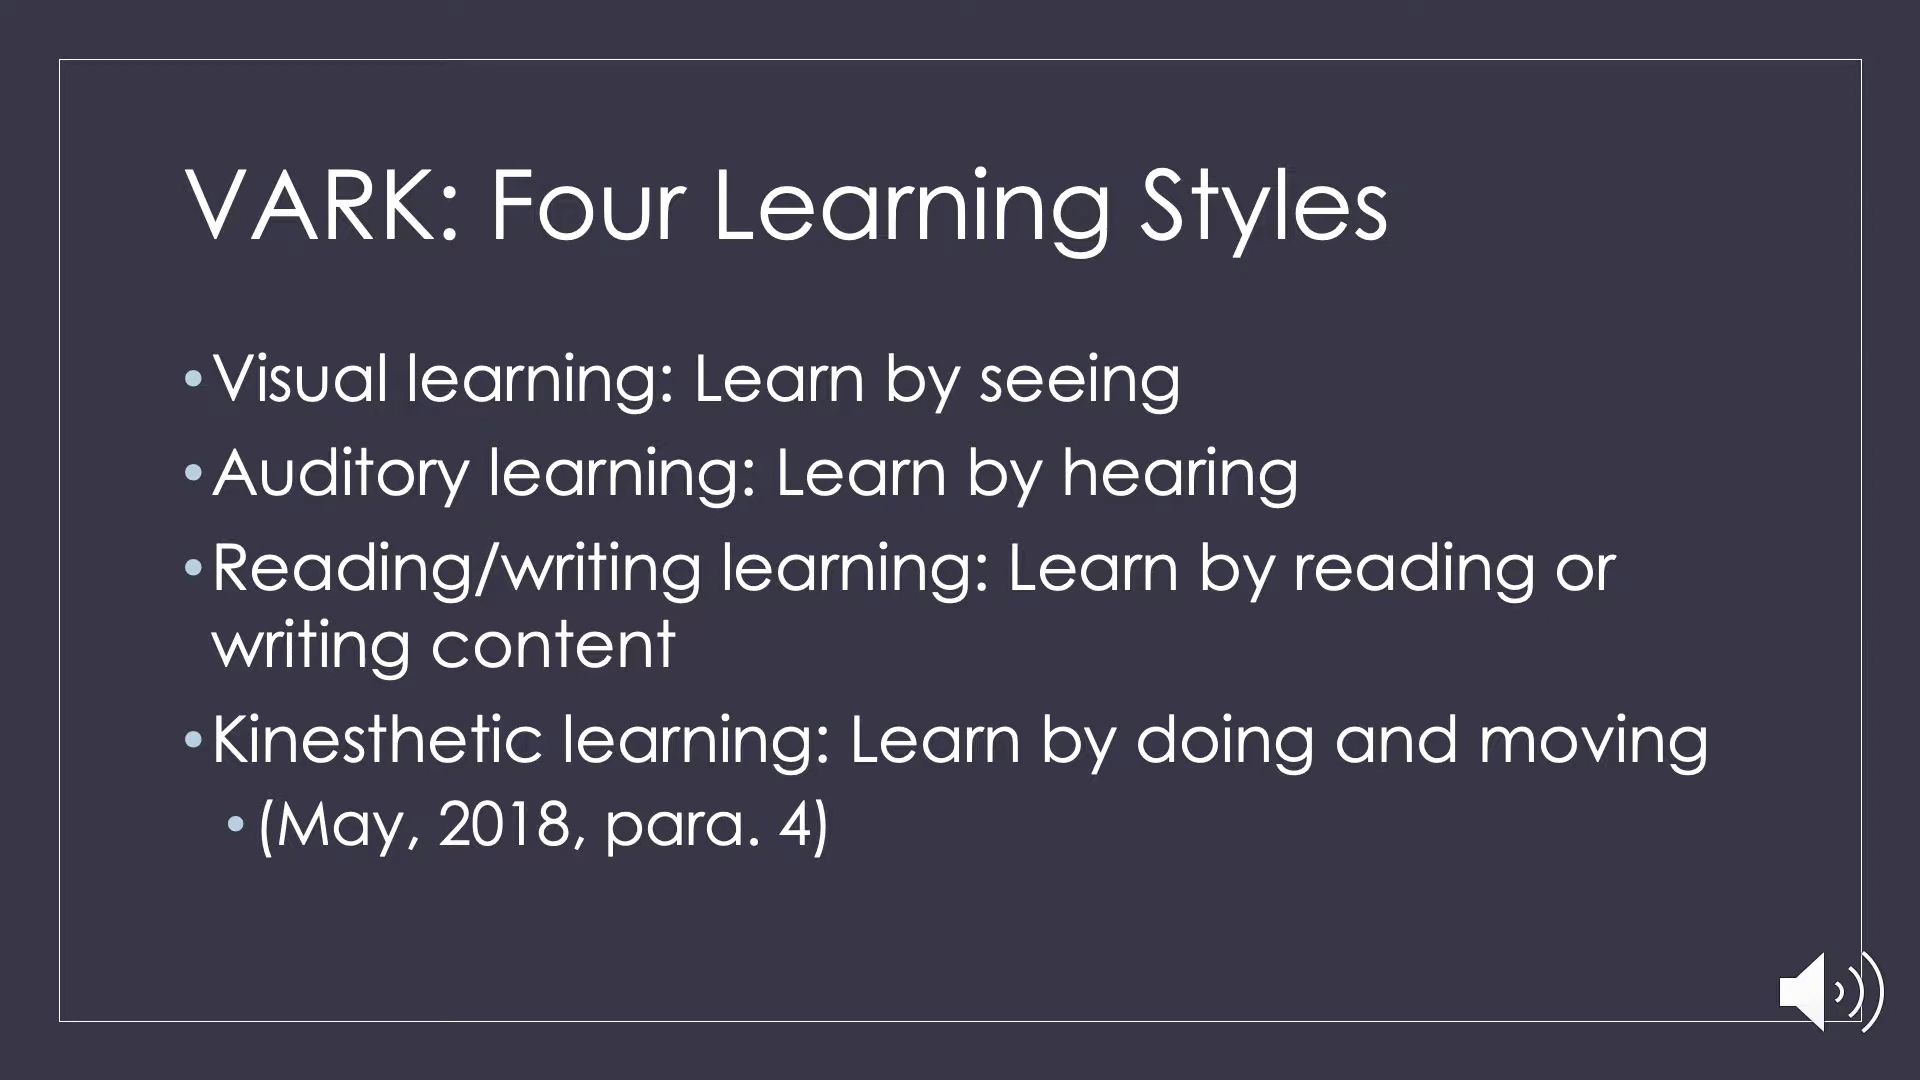 VARK: Four Learning Styles
• Visual learning: Learn by seeing
• Auditory learning: Learn by hearing
• Reading/writing learning: Learn by reading or
writing content
• Kinesthetic learning: Learn by doing and moving
• (May, 2018, para. 4)